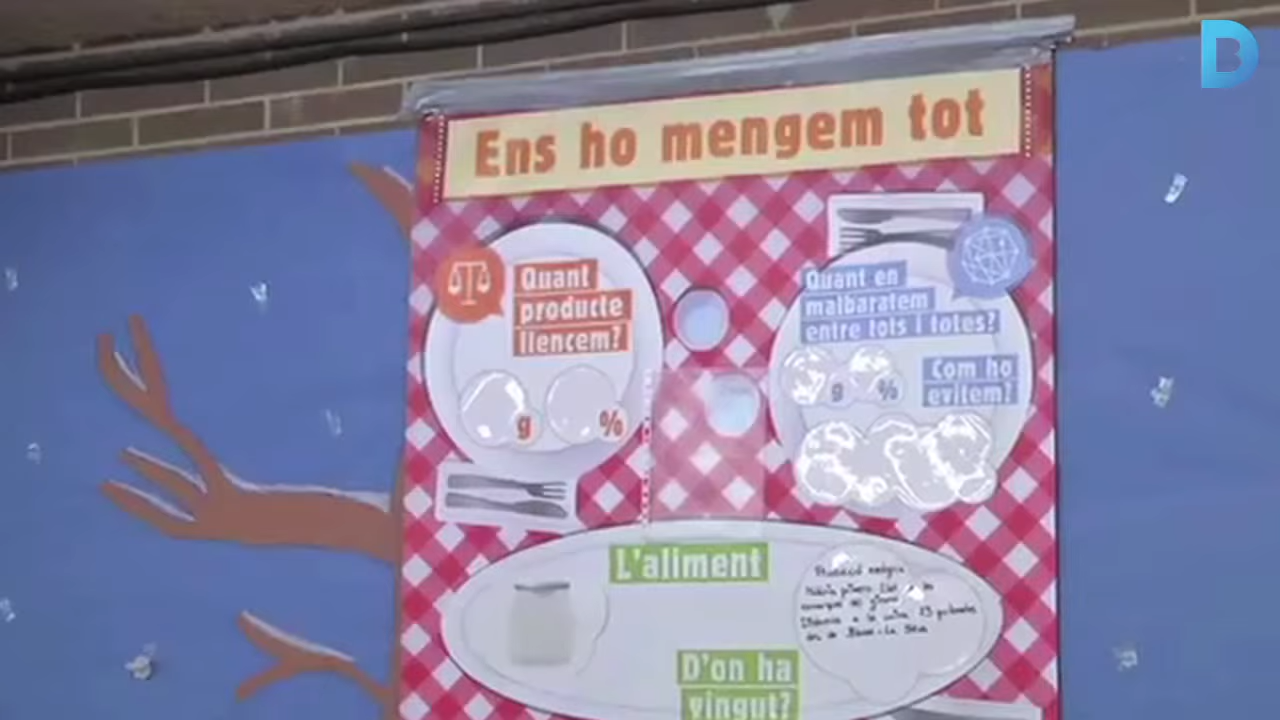 Ens ho mengem tot
Quant
producte
llencem?
g
%
Quant en
malbaratem
entre tots i totes?
g
%
Com ho
evitem?
L'aliment
D'on ha
vingut?